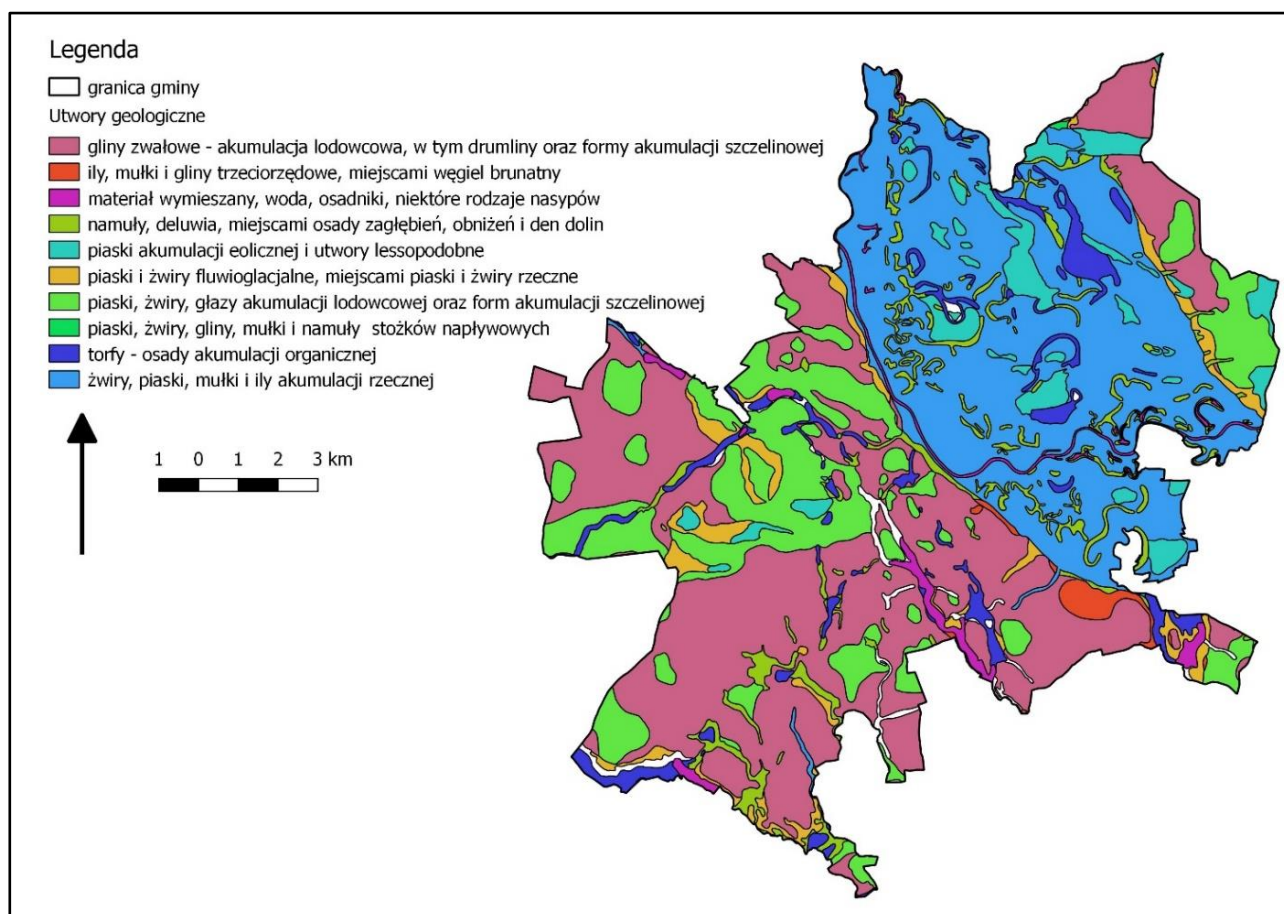 Legenda
granica gminy
Utwory geologiczne
gliny zwałowe - akumulacja lodowcowa, w tym drumliny oraz formy akumulacji szczelinowej
ily, mułki i gliny trzeciorzędowe, miejscami węgiel brunatny
materiał wymieszany, woda, osadniki, niektóre rodzaje nasypów
namuły, deluwia, miejscami osady zagłębień, obniżeń i den dolin
piaski akumulacji eolicznej i utwory lessopodobne
piaski i żwiry fluwioglacjalne, miejscami piaski i żwiry rzeczne
piaski, żwiry, głazy akumulacji lodowcowej oraz form akumulacji szczelinowej
piaski, żwiry, gliny, mułki i namuły stożków napływowych
torfy - osady akumulacji organicznej
żwiry, piaski, mułki i ily akumulacji rzecznej
1 0 1 2 3 km